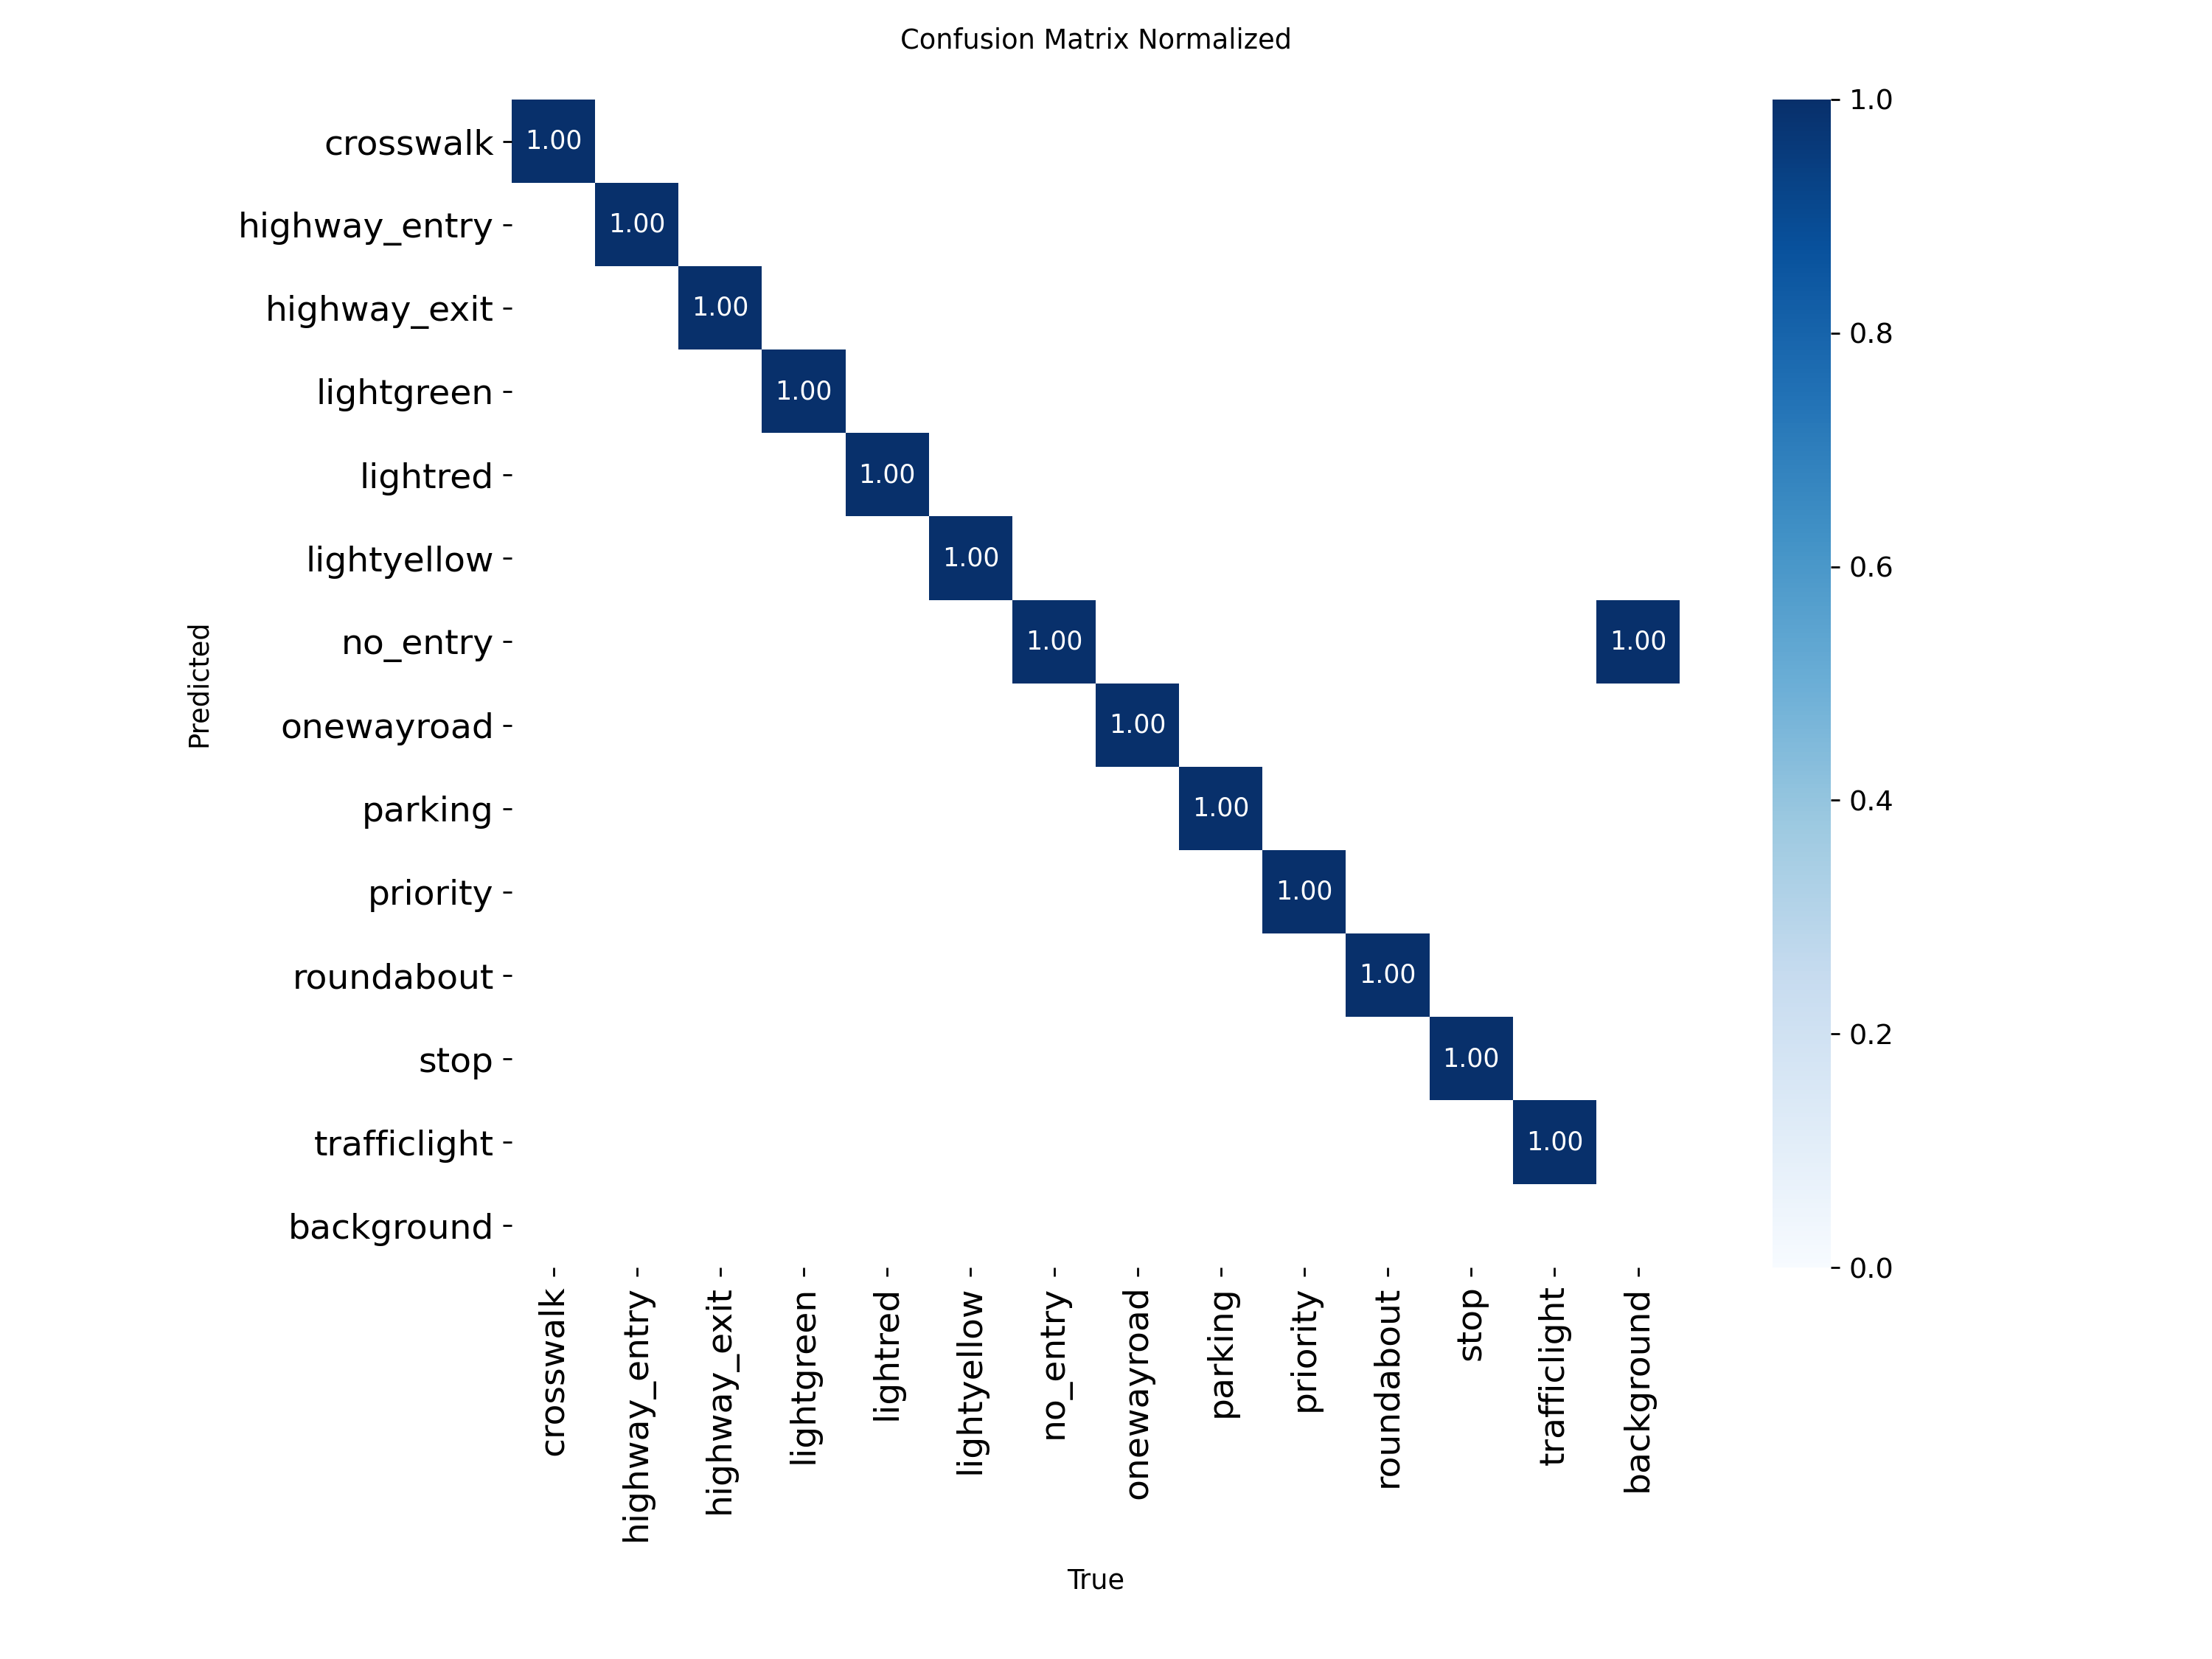 Confusion Matrix Normalized
crosswalk 1.00
highway_entry 1.00
highway_exit 1.00
lightgreen 1.00
lightred 1.00
lightyellow 1.00
no_entry 1.00 1.00
onewayroad 1.00
parking 1.00
priority 1.00
roundabout 1.00
stop 1.00
trafficlight 1.00
background
Predicted
crosswalk
highway_entry
highway_exit
lightgreen
lightred
lightyellow
no_entry
onewayroad
parking
priority
roundabout
stop
trafficlight
background
True
1.0
0.8
0.6
0.4
0.2
0.0